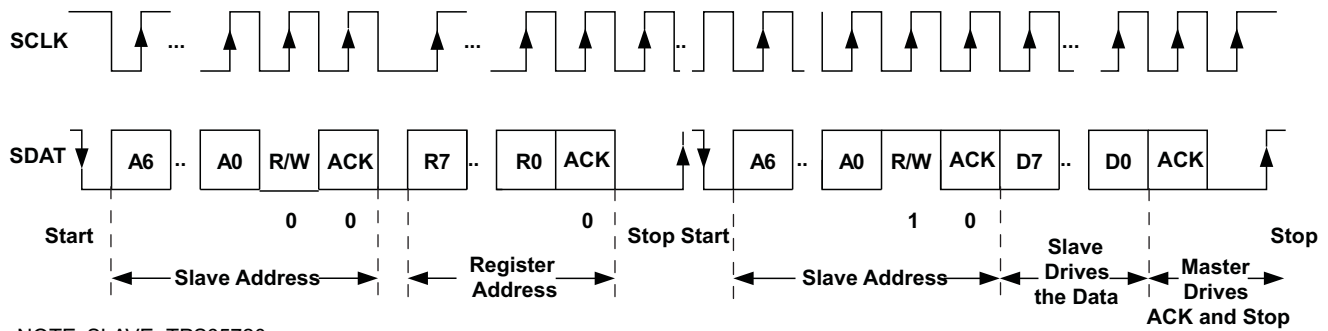 SCLK ... ... .. ...
SDAT A6 .. A0 R/W ACK R7 .. R0 ACK A6 .. A0 R/W ACK D7 .. D0 ACK
0 0 0 1 0
Start Stop Start Stop
Slave Address
Register
Address
Slave Address
Slave
Drives
the Data
Master
Drives
ACK and Stop